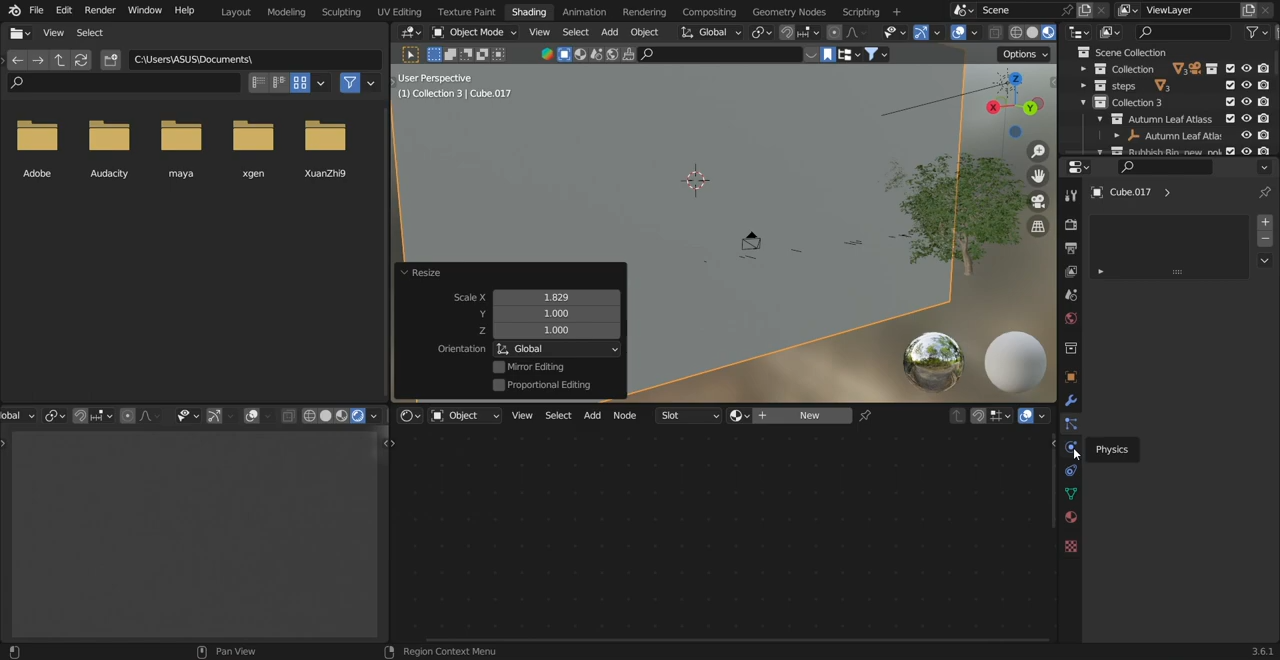 File Edit Render Window Help Layout Modeling Sculpting UV Editing Texture Paint Shading Animation Rendering Compositing Geometry Nodes Scripting + Scene ViewLayer
View Select
Object Mode View Select Add Object Global
C:\Users\ASUS\Documents\
Options
Adobe Audacity maya xgen XuanZhi9
User Perspective
(1) Collection 3 | Cube.017
Z
X Y
Scene Collection
Collection 3
steps 3
Collection 3
Autumn Leaf Atlass
Autumn Leaf Atlas
Cube.017
Resize
Scale X 1.829
Y 1.000
Z 1.000
Orientation Global
Mirror Editing
Proportional Editing
Physics
lobal
Object View Select Add Node Slot New
Pan View Region Context Menu 3.6.1